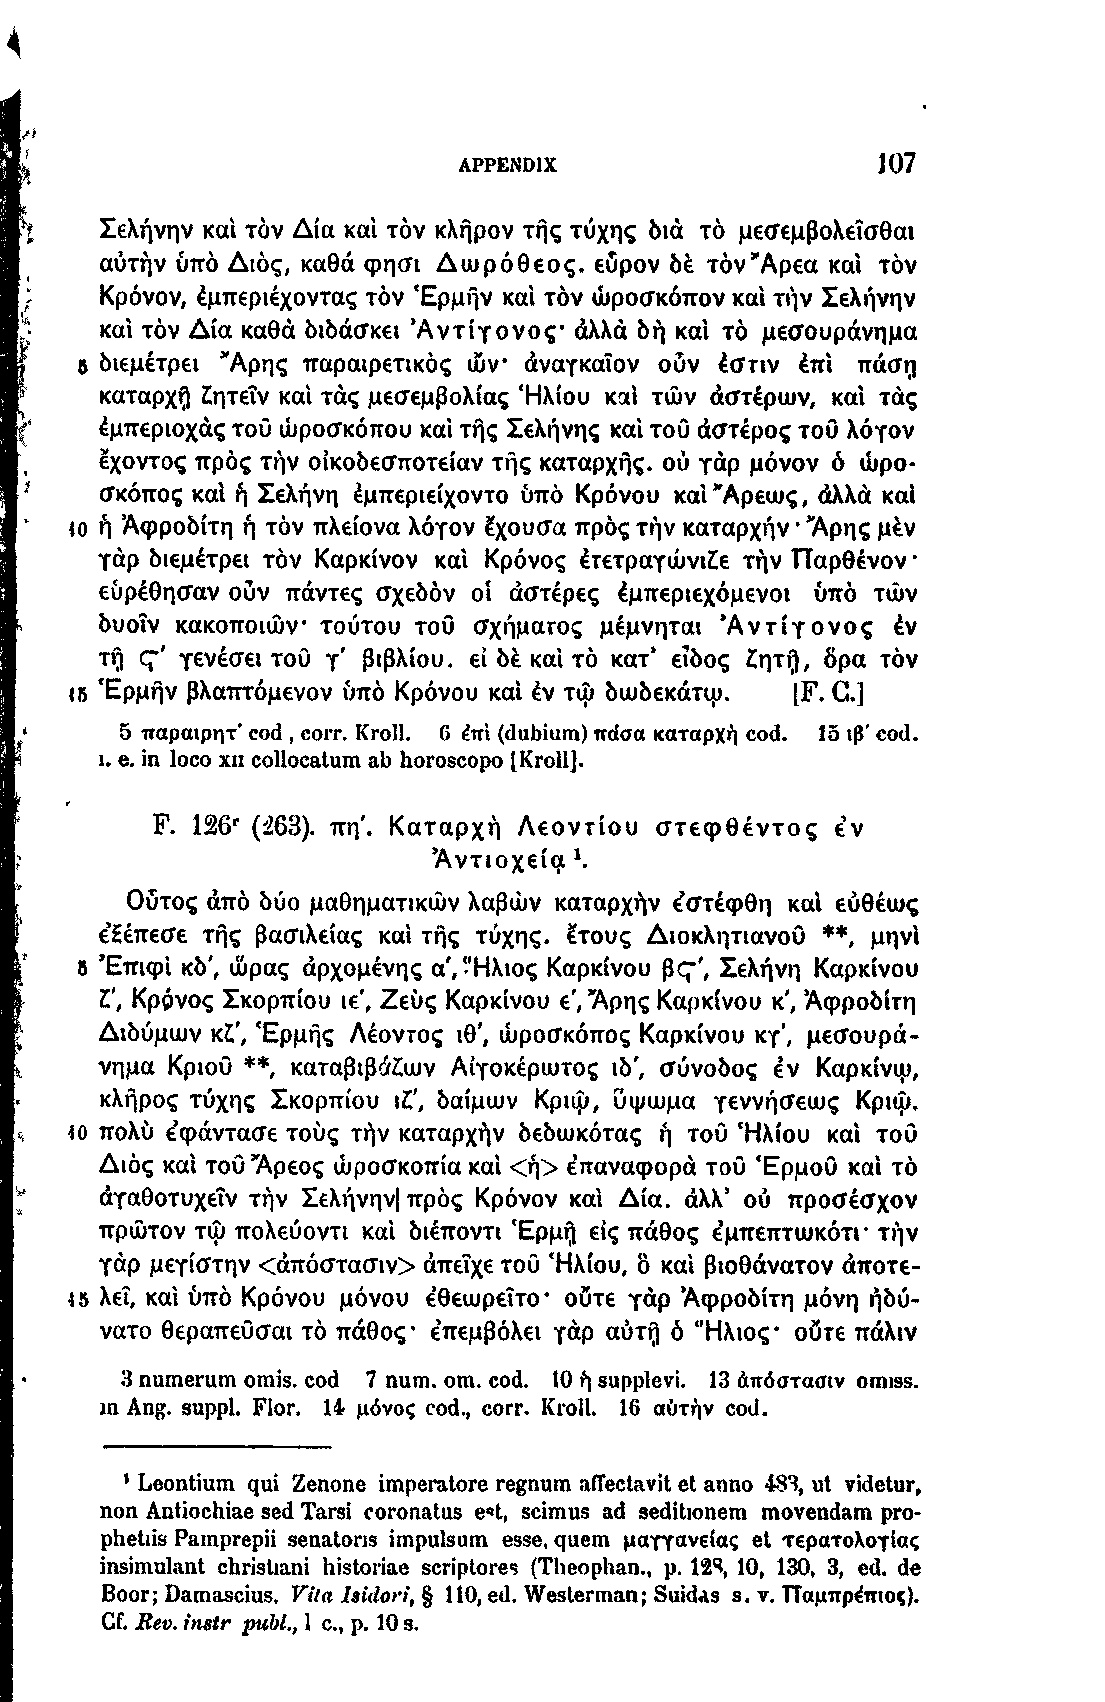 APPENDIX 107
Σελήνην καὶ τὸν Δία καὶ τὸν κλῆρον τῆς τύχης διὰ τὸ μεσεμβολεῖσθαι
αὐτὴν ὑπὸ Διὸς, καθά φησι Δωρόθεος. εὗρον δὲ τὸν Ἄρεα καὶ τὸν
Κρόνον, ἐμπεριέχοντας τὸν Ἑρμῆν καὶ τὸν ὡροσκόπον καὶ τὴν Σελήνην
καὶ τὸν Δία καθὰ διδάσκει Ἀντίγονος· ἀλλὰ δὴ καὶ τὸ μεσουράνημα
5 διεμέτρει Ἄρης παραιρετικὸς ὤν· ἀναγκαῖον οὖν ἐστιν ἐπὶ πάσῃ
καταρχῇ ζητεῖν καὶ τὰς μεσεμβολίας Ἡλίου καὶ τῶν ἀστέρων, καὶ τὰς
ἐμπεριοχὰς τοῦ ὡροσκόπου καὶ τῆς Σελήνης καὶ τοῦ ἀστέρος τοῦ λόγον
ἔχοντος πρὸς τὴν οἰκοδεσποτείαν τῆς καταρχῆς. οὐ γὰρ μόνον ὁ ὡρο-
σκόπος καὶ ἡ Σελήνη ἐμπεριείχοντο ὑπὸ Κρόνου καὶ Ἄρεως, ἀλλὰ καὶ
10 ἡ Ἀφροδίτη ἡ τὸν πλείονα λόγον ἔχουσα πρὸς τὴν καταρχήν· Ἄρης μὲν
γὰρ διεμέτρει τὸν Καρκίνον καὶ Κρόνος ἐτετραγώνιζε τὴν Παρθένον·
εὑρέθησαν οὖν πάντες σχεδὸν οἱ ἀστέρες ἐμπεριεχόμενοι ὑπὸ τῶν
δυοῖν κακοποιῶν· τούτου τοῦ σχήματος μέμνηται Ἀντίγονος ἐν
τῇ ϛ′ γενέσει τοῦ γ′ βιβλίου. εἰ δὲ καὶ τὸ κατ᾽ εἶδος ζητῇ, ὅρα τὸν
15 Ἑρμῆν βλαπτόμενον ὑπὸ Κρόνου καὶ ἐν τῷ δωδεκάτῳ. [F. C.]
5 παραιρητ′ cod, corr. Kroll. 6 ἐπὶ (dubium) πάσα καταρχὴ cod. 15 ιβ′ cod.
ι. e. in loco XII collocatum ab horoscopo [Kroll].
F. 126ʳ (263). πη′. Καταρχὴ Λεοντίου στεφθέντος ἐν
Ἀντιοχείᾳ ¹.
Οὗτος ἀπὸ δύο μαθηματικῶν λαβὼν καταρχὴν ἐστέφθη καὶ εὐθέως
ἐξέπεσε τῆς βασιλείας καὶ τῆς τύχης. ἔτους Διοκλητιανοῦ **, μηνὶ
5 Ἐπιφὶ κδ′, ὥρας ἀρχομένης α′, Ἥλιος Καρκίνου βϛ′, Σελήνη Καρκίνου
ζ′, Κρόνος Σκορπίου ιε′, Ζεὺς Καρκίνου ε′, Ἄρης Καρκίνου κ′, Ἀφροδίτη
Διδύμων κζ′, Ἑρμῆς Λέοντος ιθ′, ὡροσκόπος Καρκίνου κγ′, μεσουρά-
νημα Κριοῦ **, καταβιβάζων Αἰγοκέρωτος ιδ′, σύνοδος ἐν Καρκίνῳ,
κλῆρος τύχης Σκορπίου ιζ′, δαίμων Κριῷ, ὕψωμα γεννήσεως Κριῷ.
10 πολὺ ἐφάντασε τοὺς τὴν καταρχὴν δεδωκότας ἡ τοῦ Ἡλίου καὶ τοῦ
Διὸς καὶ τοῦ Ἄρεος ὡροσκοπία καὶ <ἡ> ἐπαναφορὰ τοῦ Ἑρμοῦ καὶ τὸ
ἀγαθοτυχεῖν τὴν Σελήνην| πρὸς Κρόνον καὶ Δία. ἀλλ᾽ οὐ προσέσχον
πρῶτον τῷ πολεύοντι καὶ διέποντι Ἑρμῇ εἰς πάθος ἐμπεπτωκότι· τὴν
γὰρ μεγίστην <ἀπόστασιν> ἀπεῖχε τοῦ Ἡλίου, ὃ καὶ βιοθάνατον ἀποτε-
15 λεῖ, καὶ ὑπὸ Κρόνου μόνου ἐθεωρεῖτο· οὔτε γὰρ Ἀφροδίτη μόνη ἠδύ-
νατο θεραπεῦσαι τὸ πάθος· ἐπεμβόλει γὰρ αὐτῇ ὁ Ἥλιος· οὔτε πάλιν
3 numerum omis. cod 7 num. om. cod. 10 ἡ supplevi. 13 ἀπόστασιν omiss.
in Ang. suppl. Flor. 14 μόνος cod., corr. Kroll. 16 αὐτὴν cod.
¹ Leontium qui Zenone imperatore regnum affectavit et anno 483, ut videtur,
non Antiochiae sed Tarsi coronatus est, scimus ad seditionem movendam pro-
phetiis Pamprepii senatoris impulsum esse, quem μαγγανείας et τερατολογίας
insimulant christiani historiae scriptores (Theophan., p. 128, 10, 130, 3, ed. de
Boor; Damascius, Vita Isidori, § 110, ed. Westerman; Suidas s. v. Παμπρέπιος).
Cf. Rev. instr publ., l c., p. 10 s.